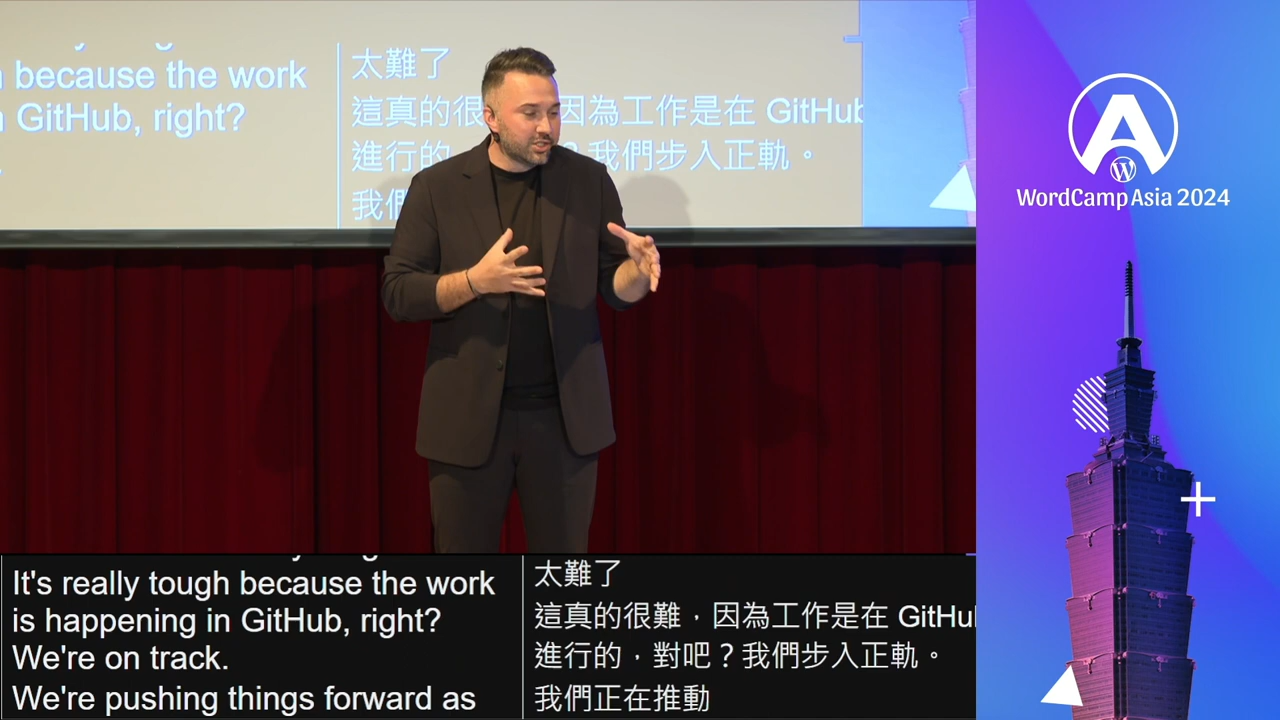 because the work
GitHub, right?
太難了
這真的很 因為工作是在 GitHub
進行的， ？我們步入正軌。
我們
WordCamp Asia 2024
It's really tough because the work
is happening in GitHub, right?
We're on track.
We're pushing things forward as
太難了
這真的很難，因為工作是在 GitHu
進行的，對吧？我們步入正軌。
我們正在推動